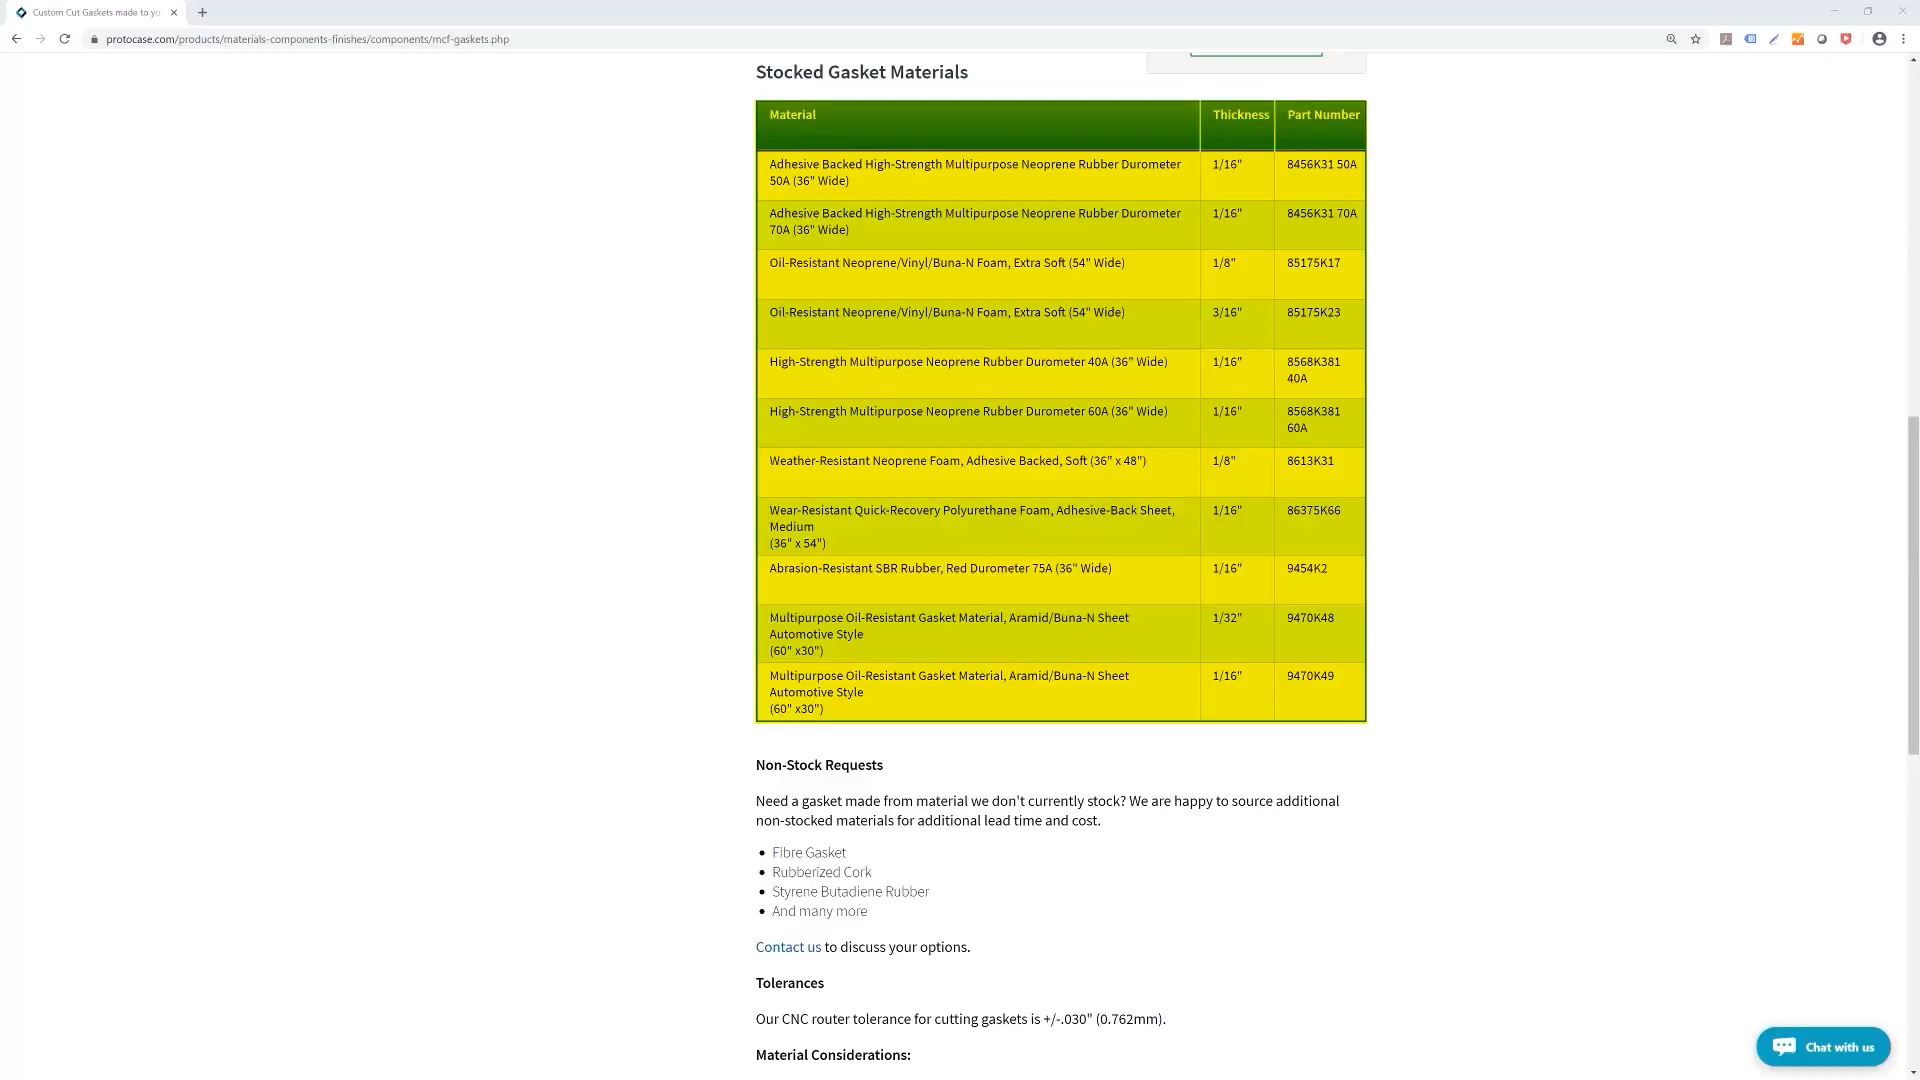 Custom Cut Gaskets made to yo
protocase.com/products/materials-components-finishes/components/mcf-gaskets.php
Stocked Gasket Materials
Material Thickness Part Number
Adhesive Backed High-Strength Multipurpose Neoprene Rubber Durometer 1/16" 8456K31 50A
50A (36" Wide)
Adhesive Backed High-Strength Multipurpose Neoprene Rubber Durometer 1/16" 8456K31 70A
70A (36" Wide)
Oil-Resistant Neoprene/Vinyl/Buna-N Foam, Extra Soft (54" Wide) 1/8" 85175K17
Oil-Resistant Neoprene/Vinyl/Buna-N Foam, Extra Soft (54" Wide) 3/16" 85175K23
High-Strength Multipurpose Neoprene Rubber Durometer 40A (36" Wide) 1/16" 8568K381
40A
High-Strength Multipurpose Neoprene Rubber Durometer 60A (36" Wide) 1/16" 8568K381
60A
Weather-Resistant Neoprene Foam, Adhesive Backed, Soft (36" x 48") 1/8" 8613K31
Wear-Resistant Quick-Recovery Polyurethane Foam, Adhesive-Back Sheet, 1/16" 86375K66
Medium
(36" x 54")
Abrasion-Resistant SBR Rubber, Red Durometer 75A (36" Wide) 1/16" 9454K2
Multipurpose Oil-Resistant Gasket Material, Aramid/Buna-N Sheet 1/32" 9470K48
Automotive Style
(60" x30")
Multipurpose Oil-Resistant Gasket Material, Aramid/Buna-N Sheet 1/16" 9470K49
Automotive Style
(60" x30")
Non-Stock Requests
Need a gasket made from material we don't currently stock? We are happy to source additional
non-stocked materials for additional lead time and cost.
Fibre Gasket
Rubberized Cork
Styrene Butadiene Rubber
And many more
Contact us to discuss your options.
Tolerances
Our CNC router tolerance for cutting gaskets is +/-.030" (0.762mm).
Material Considerations:
Chat with us